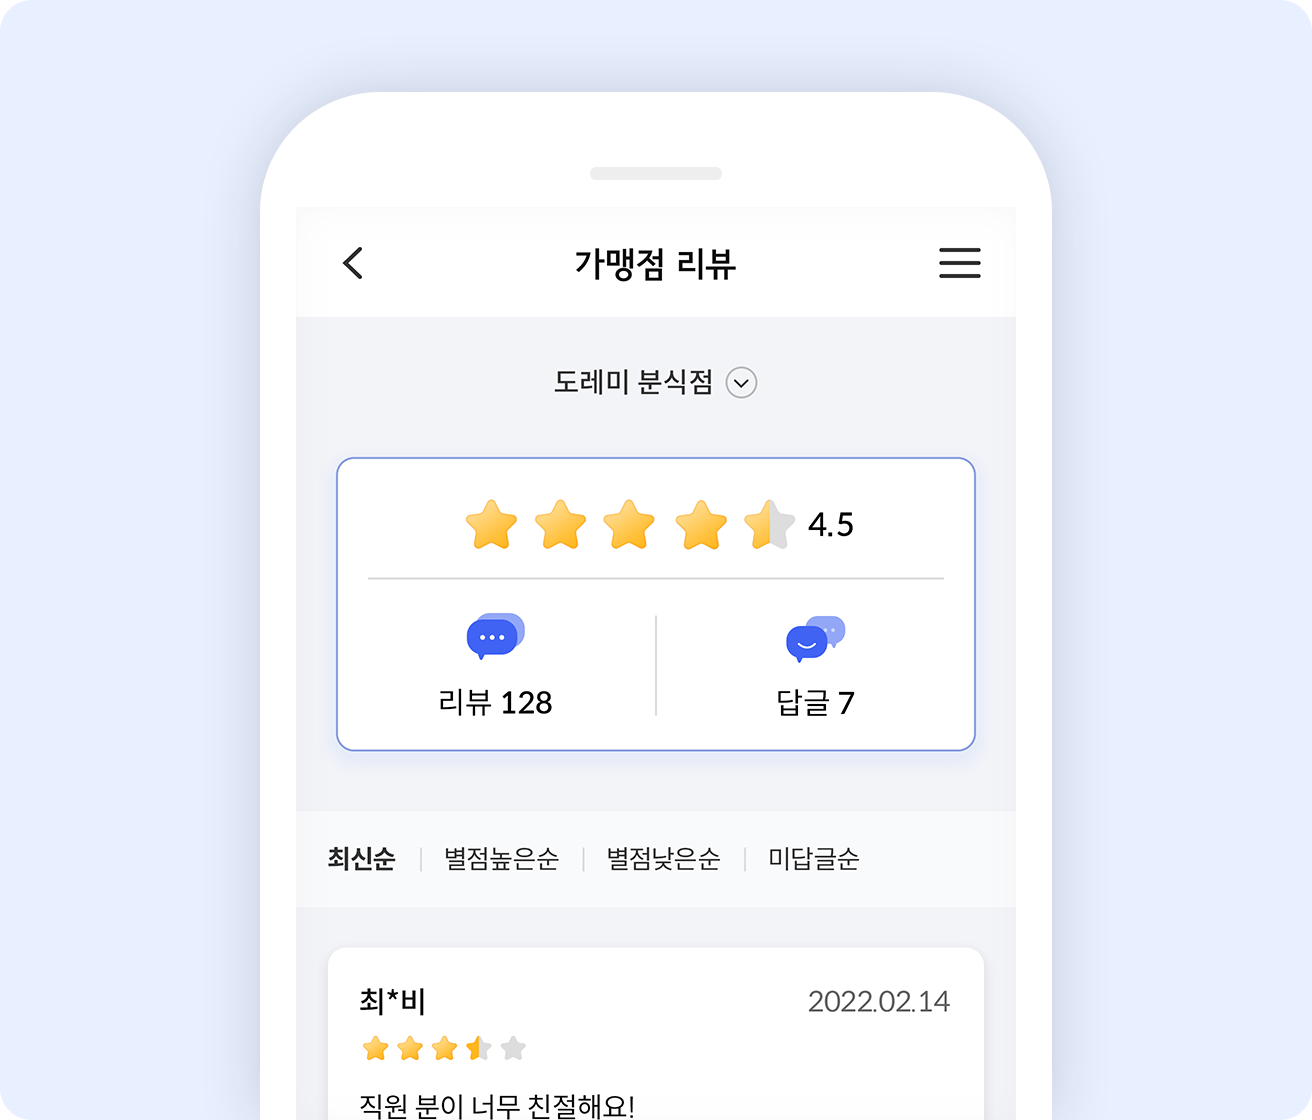 가맹점 리뷰
도레미 분식점
4.5
리뷰 128
답글 7
최신순 | 별점높은순 | 별점낮은순 | 미답글순
최*비 2022.02.14
직원 분이 너무 친절해요!